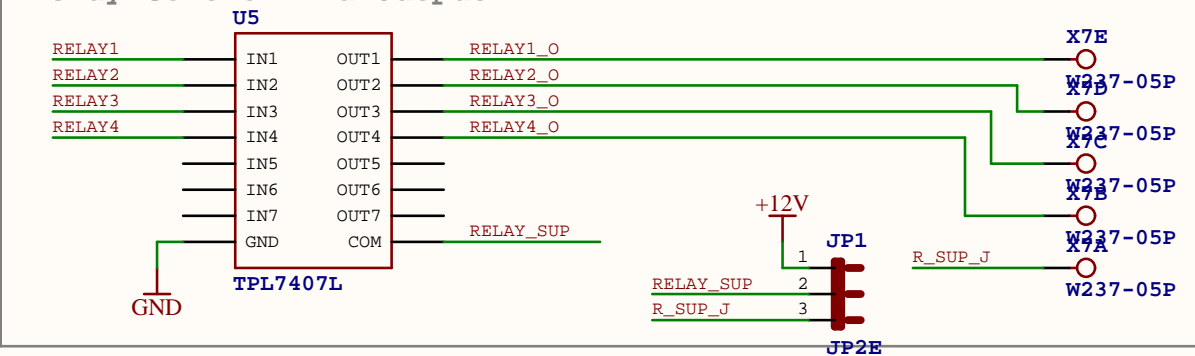 U5
RELAY1 IN1 OUT1 RELAY1_O X7E
RELAY2 IN2 OUT2 RELAY2_O W237-05P
RELAY3 IN3 OUT3 RELAY3_O X7D
RELAY4 IN4 OUT4 RELAY4_O W237-05P
X7C
IN5 OUT5
IN6 OUT6 W237-05P
X7B
IN7 OUT7 +12V
GND COM RELAY_SUP JP1 W237-05P
X7A
1 R_SUP_J
TPL7407L RELAY_SUP 2 W237-05P
GND R_SUP_J 3
JP2E